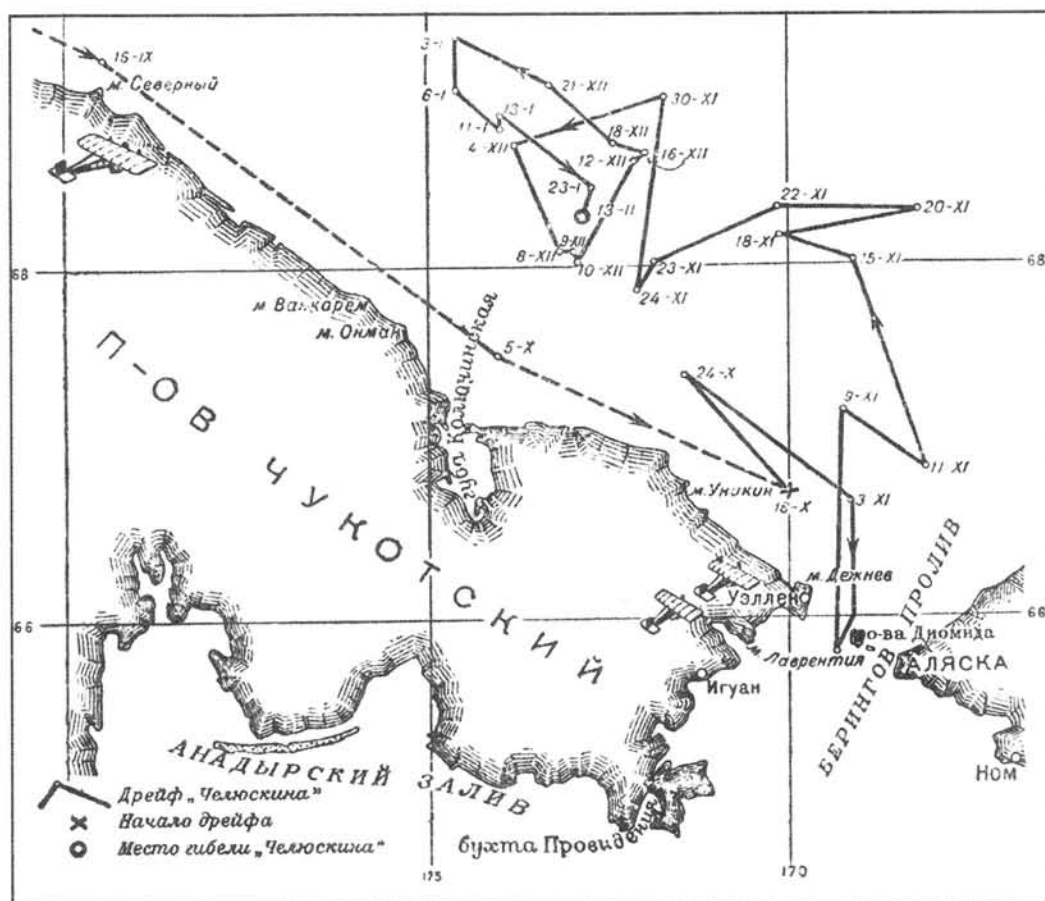 15-IX
м. Северный
3-I
6-I
11-I
13-I
21-XII
30-XI
4-XII
18-XII
12-XII
16-XII
23-I
13-II
22-XI
20-XI
18-XI
8-XII
9-XII
10-XII
23-XI
15-XI
24-XI
68
68
м. Ванкарем
м. Онман
губа Колючинская
5-X
24-X
9-XI
11-XI
м. Уникин
16-X
3-XI
П-ОВ ЧУКОТСКИЙ
м. Дежнев
Уэллен
66
66
о-ва Диомида
м. Лаврентия
АЛЯСКА
БЕРИНГОВ ПРОЛИВ
Игуан
Ном
АНАДЫРСКИЙ ЗАЛИВ
бухта Провидения
Дрейф „Челюскина"
Начало дрейфа
Место гибели „Челюскина"
175
170